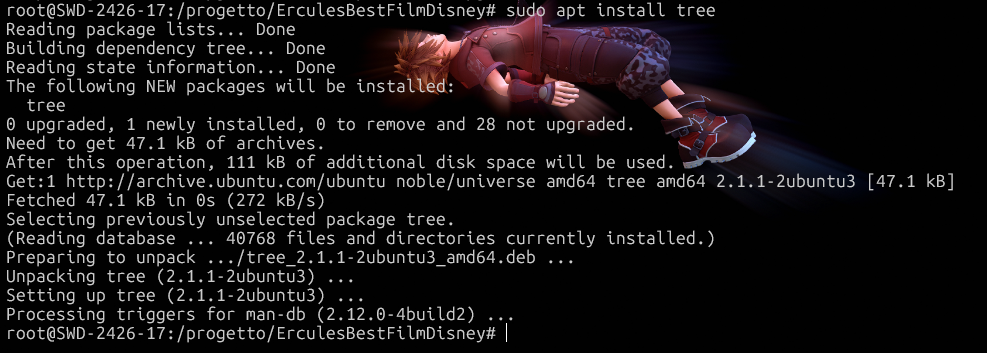 root@SWD-2426-17:/progetto/ErculesBestFilmDisney# sudo apt install tree
Reading package lists... Done
Building dependency tree... Done
Reading state information... Done
The following NEW packages will be installed:
  tree
0 upgraded, 1 newly installed, 0 to remove and 28 not upgraded.
Need to get 47.1 kB of archives.
After this operation, 111 kB of additional disk space will be used.
Get:1 http://archive.ubuntu.com/ubuntu noble/universe amd64 tree amd64 2.1.1-2ubuntu3 [47.1 kB]
Fetched 47.1 kB in 0s (272 kB/s)
Selecting previously unselected package tree.
(Reading database ... 40768 files and directories currently installed.)
Preparing to unpack .../tree_2.1.1-2ubuntu3_amd64.deb ...
Unpacking tree (2.1.1-2ubuntu3) ...
Setting up tree (2.1.1-2ubuntu3) ...
Processing triggers for man-db (2.12.0-4build2) ...
root@SWD-2426-17:/progetto/ErculesBestFilmDisney#